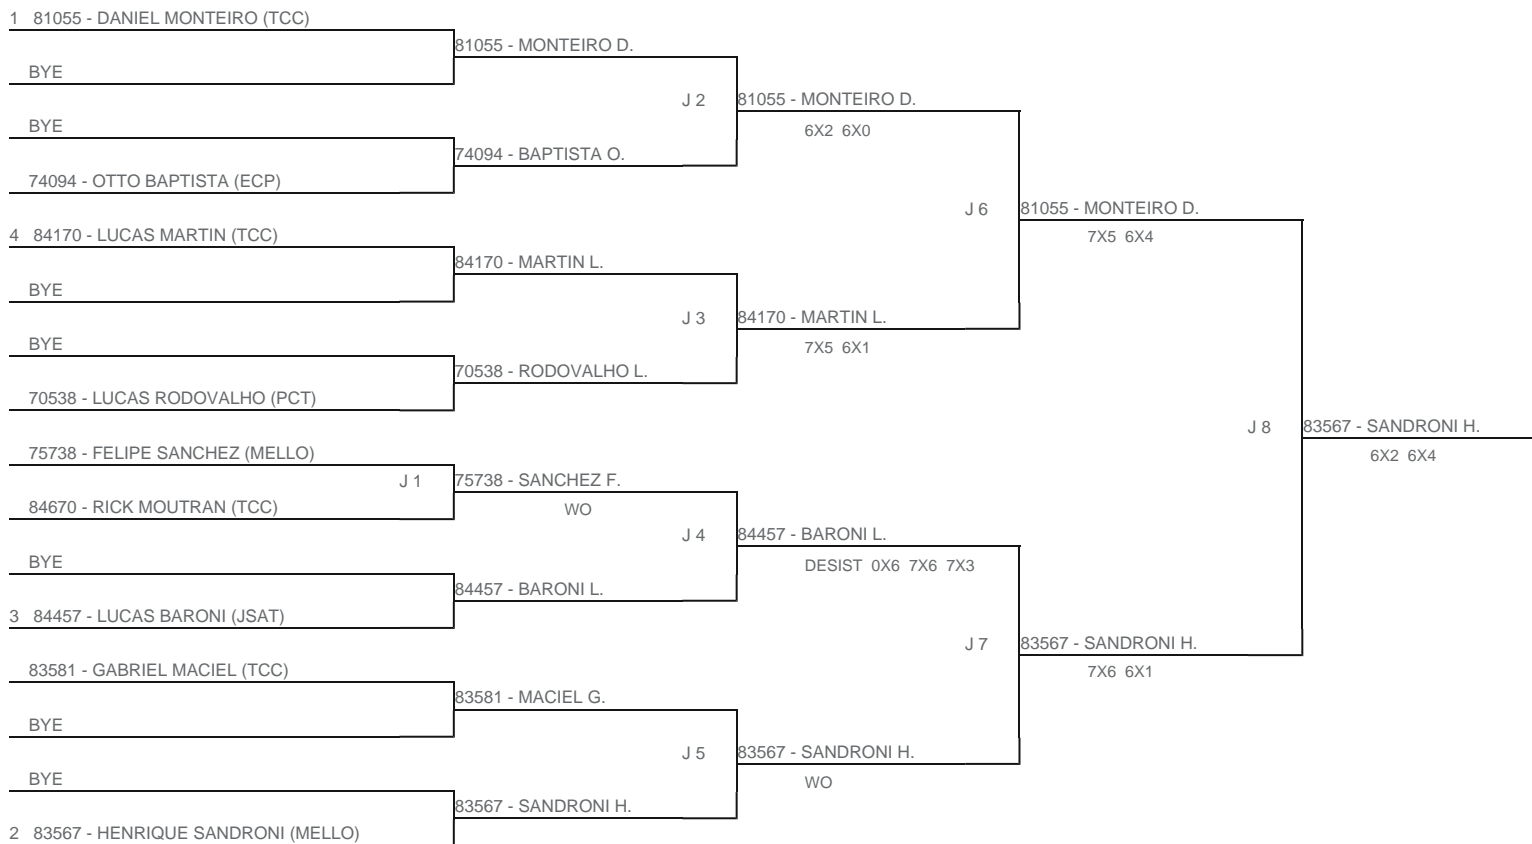 1 81055 - DANIEL MONTEIRO (TCC)
81055 - MONTEIRO D.
BYE
J 2
81055 - MONTEIRO D.
6X2 6X0
BYE
74094 - BAPTISTA O.
74094 - OTTO BAPTISTA (ECP)
J 6
81055 - MONTEIRO D.
7X5 6X4
4 84170 - LUCAS MARTIN (TCC)
84170 - MARTIN L.
BYE
J 3
84170 - MARTIN L.
7X5 6X1
BYE
70538 - RODOVALHO L.
70538 - LUCAS RODOVALHO (PCT)
J 8
83567 - SANDRONI H.
6X2 6X4
75738 - FELIPE SANCHEZ (MELLO)
J 1
75738 - SANCHEZ F.
WO
84670 - RICK MOUTRAN (TCC)
J 4
84457 - BARONI L.
DESIST 0X6 7X6 7X3
BYE
84457 - BARONI L.
3 84457 - LUCAS BARONI (JSAT)
J 7
83567 - SANDRONI H.
7X6 6X1
83581 - GABRIEL MACIEL (TCC)
83581 - MACIEL G.
BYE
J 5
83567 - SANDRONI H.
WO
BYE
83567 - SANDRONI H.
2 83567 - HENRIQUE SANDRONI (MELLO)